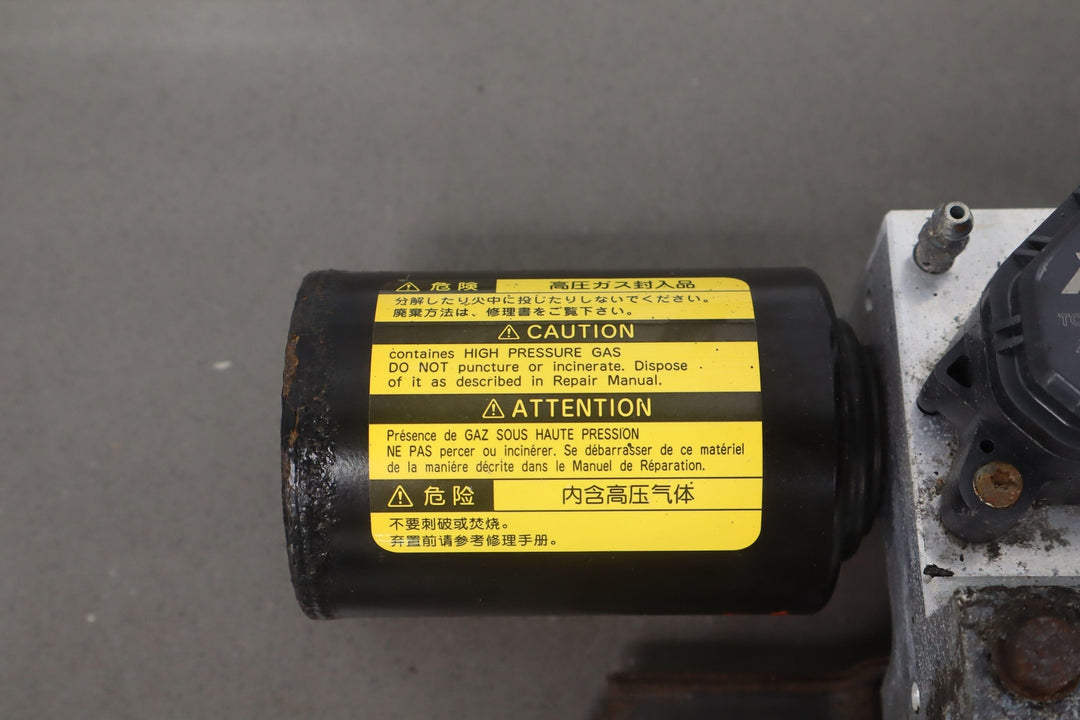 ⚠ 危険 高圧ガス封入品
分解したり火中に投じたりしないでください。
廃棄方法は、修理書をご覧下さい。
⚠ CAUTION
containes HIGH PRESSURE GAS
DO NOT puncture or incinerate. Dispose
of it as described in Repair Manual.
⚠ ATTENTION
Présence de GAZ SOUS HAUTE PRESSION
NE PAS percer ou incinérer. Se débarrasser de ce matériel
de la maniére décrite dans le Manuel de Réparation.
⚠ 危险 内含高压气体
不要刺破或焚烧。
弃置前请参考修理手册。